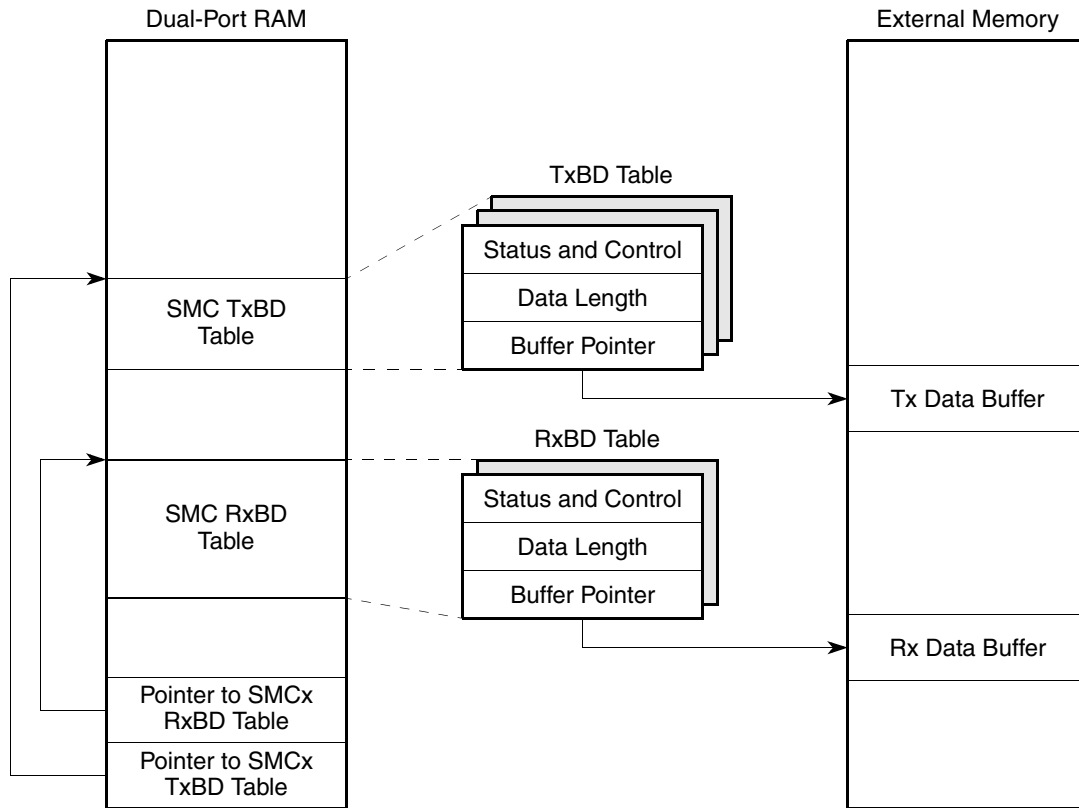 Dual-Port RAM
External Memory
TxBD Table
Status and Control
Data Length
Buffer Pointer
SMC TxBD
Table
Tx Data Buffer
RxBD Table
Status and Control
Data Length
Buffer Pointer
SMC RxBD
Table
Rx Data Buffer
Pointer to SMCx
RxBD Table
Pointer to SMCx
TxBD Table